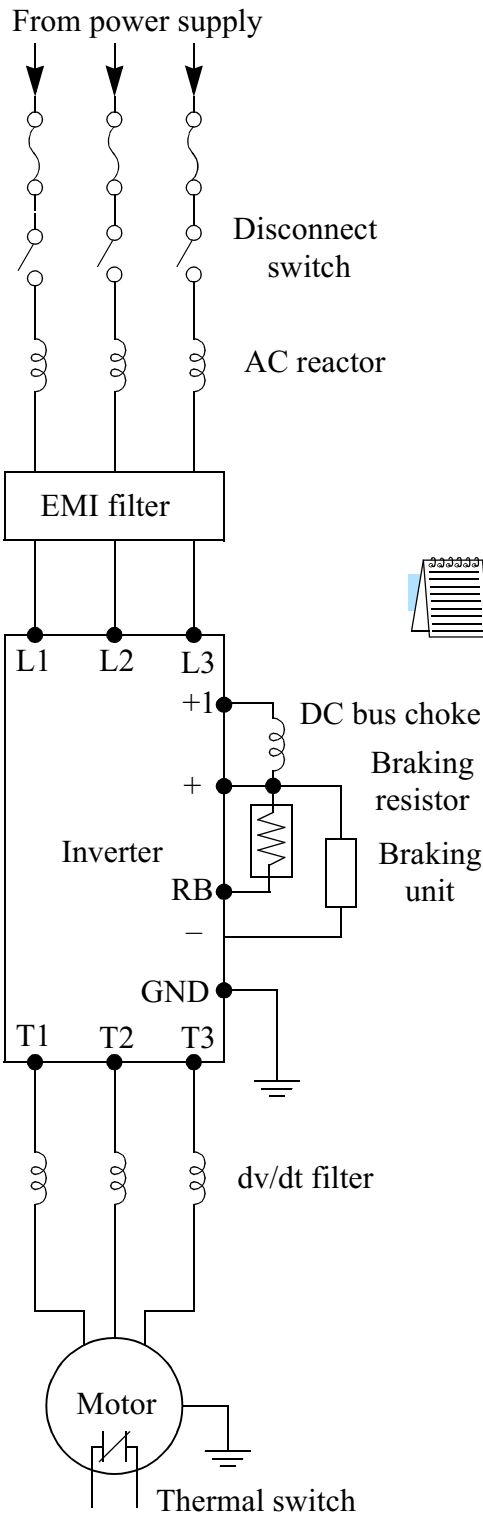 From power supply
Disconnect
switch
AC reactor
EMI filter
L1 L2 L3
+1
DC bus choke
+
Braking
resistor
Inverter
Braking
unit
RB
–
GND
T1 T2 T3
dv/dt filter
Motor
Thermal switch